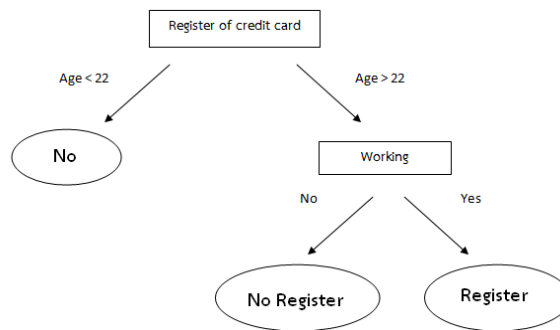 Register of credit card
Age < 22
Age > 22
No
Working
No
Yes
No Register
Register